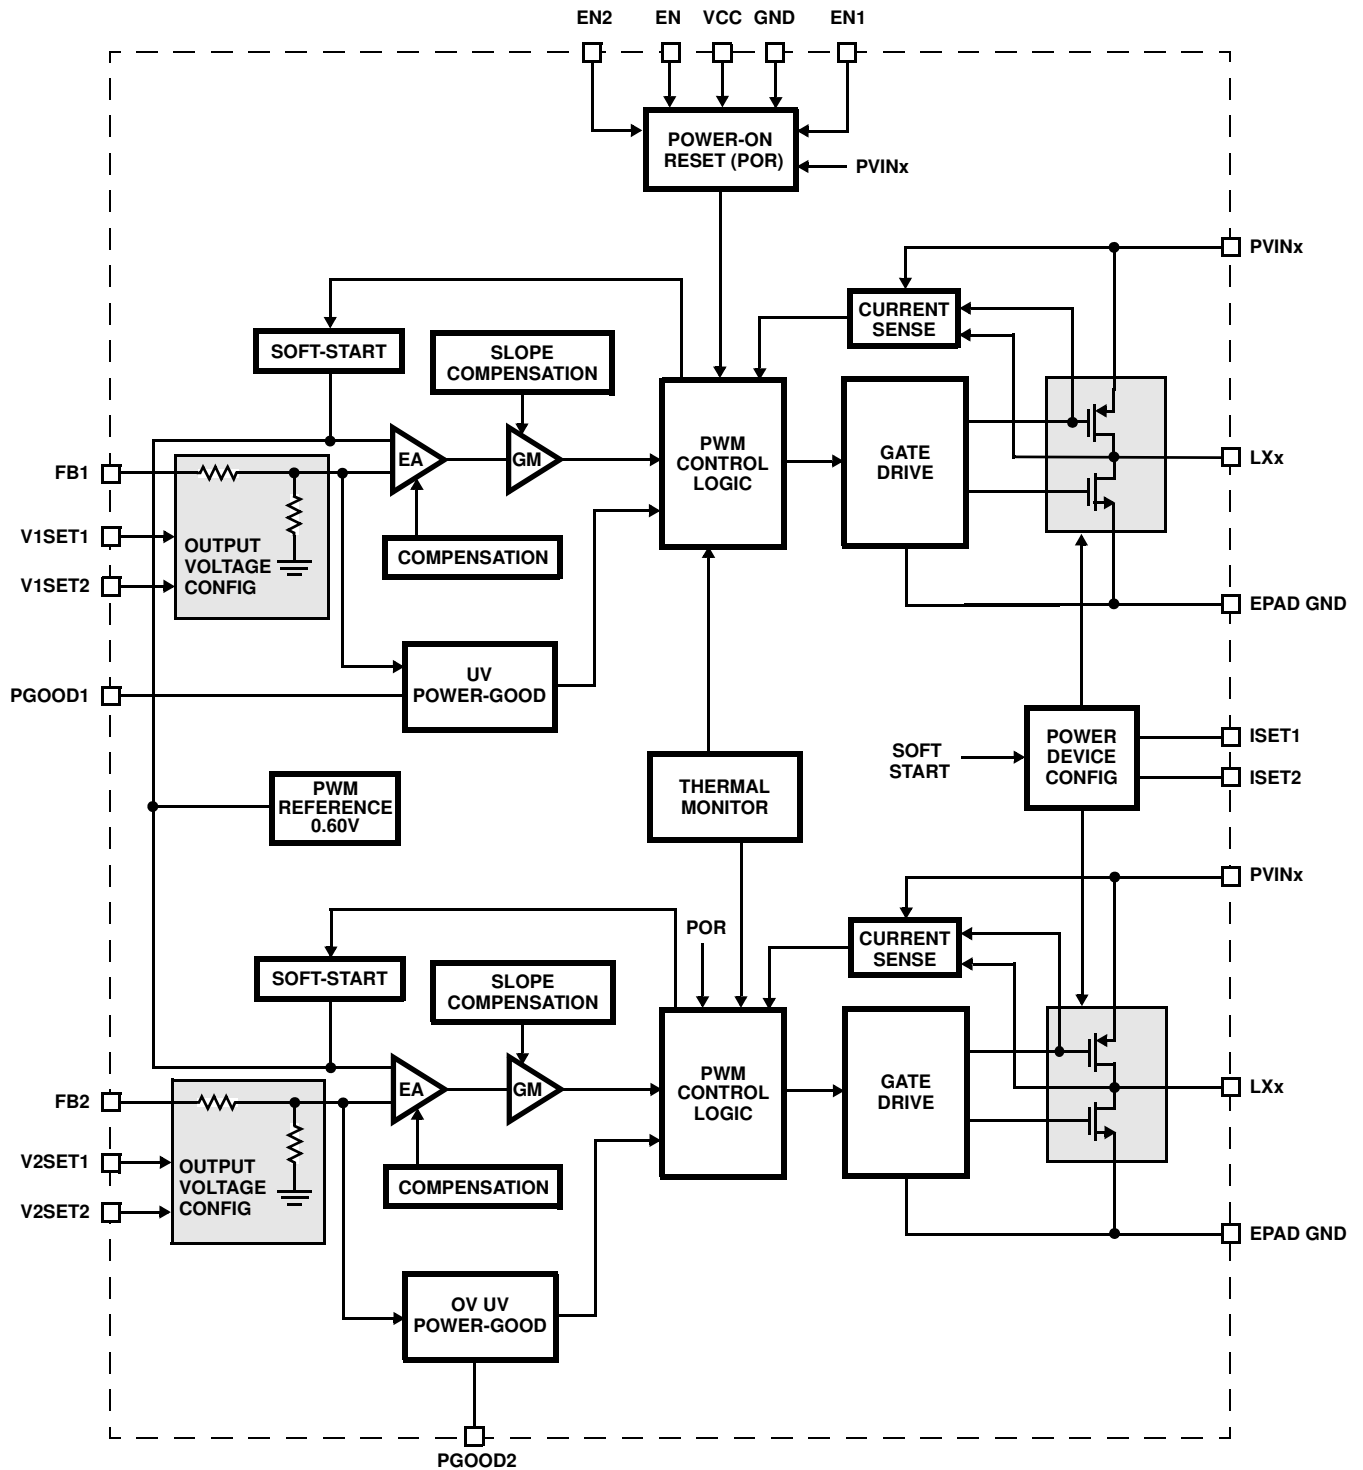 EN2 EN VCC GND EN1
POWER-ON
RESET (POR)
PVINx
PVINx
CURRENT
SENSE
SOFT-START
SLOPE
COMPENSATION
PWM
CONTROL
LOGIC
GATE
DRIVE
EA
GM
FB1
LXx
V1SET1
V1SET2
OUTPUT
VOLTAGE
CONFIG
COMPENSATION
EPAD GND
UV
POWER-GOOD
PGOOD1
POWER
DEVICE
CONFIG
ISET1
ISET2
SOFT
START
THERMAL
MONITOR
PWM
REFERENCE
0.60V
PVINx
POR
CURRENT
SENSE
SOFT-START
SLOPE
COMPENSATION
PWM
CONTROL
LOGIC
GATE
DRIVE
EA
GM
FB2
LXx
V2SET1
V2SET2
OUTPUT
VOLTAGE
CONFIG
COMPENSATION
EPAD GND
OV UV
POWER-GOOD
PGOOD2